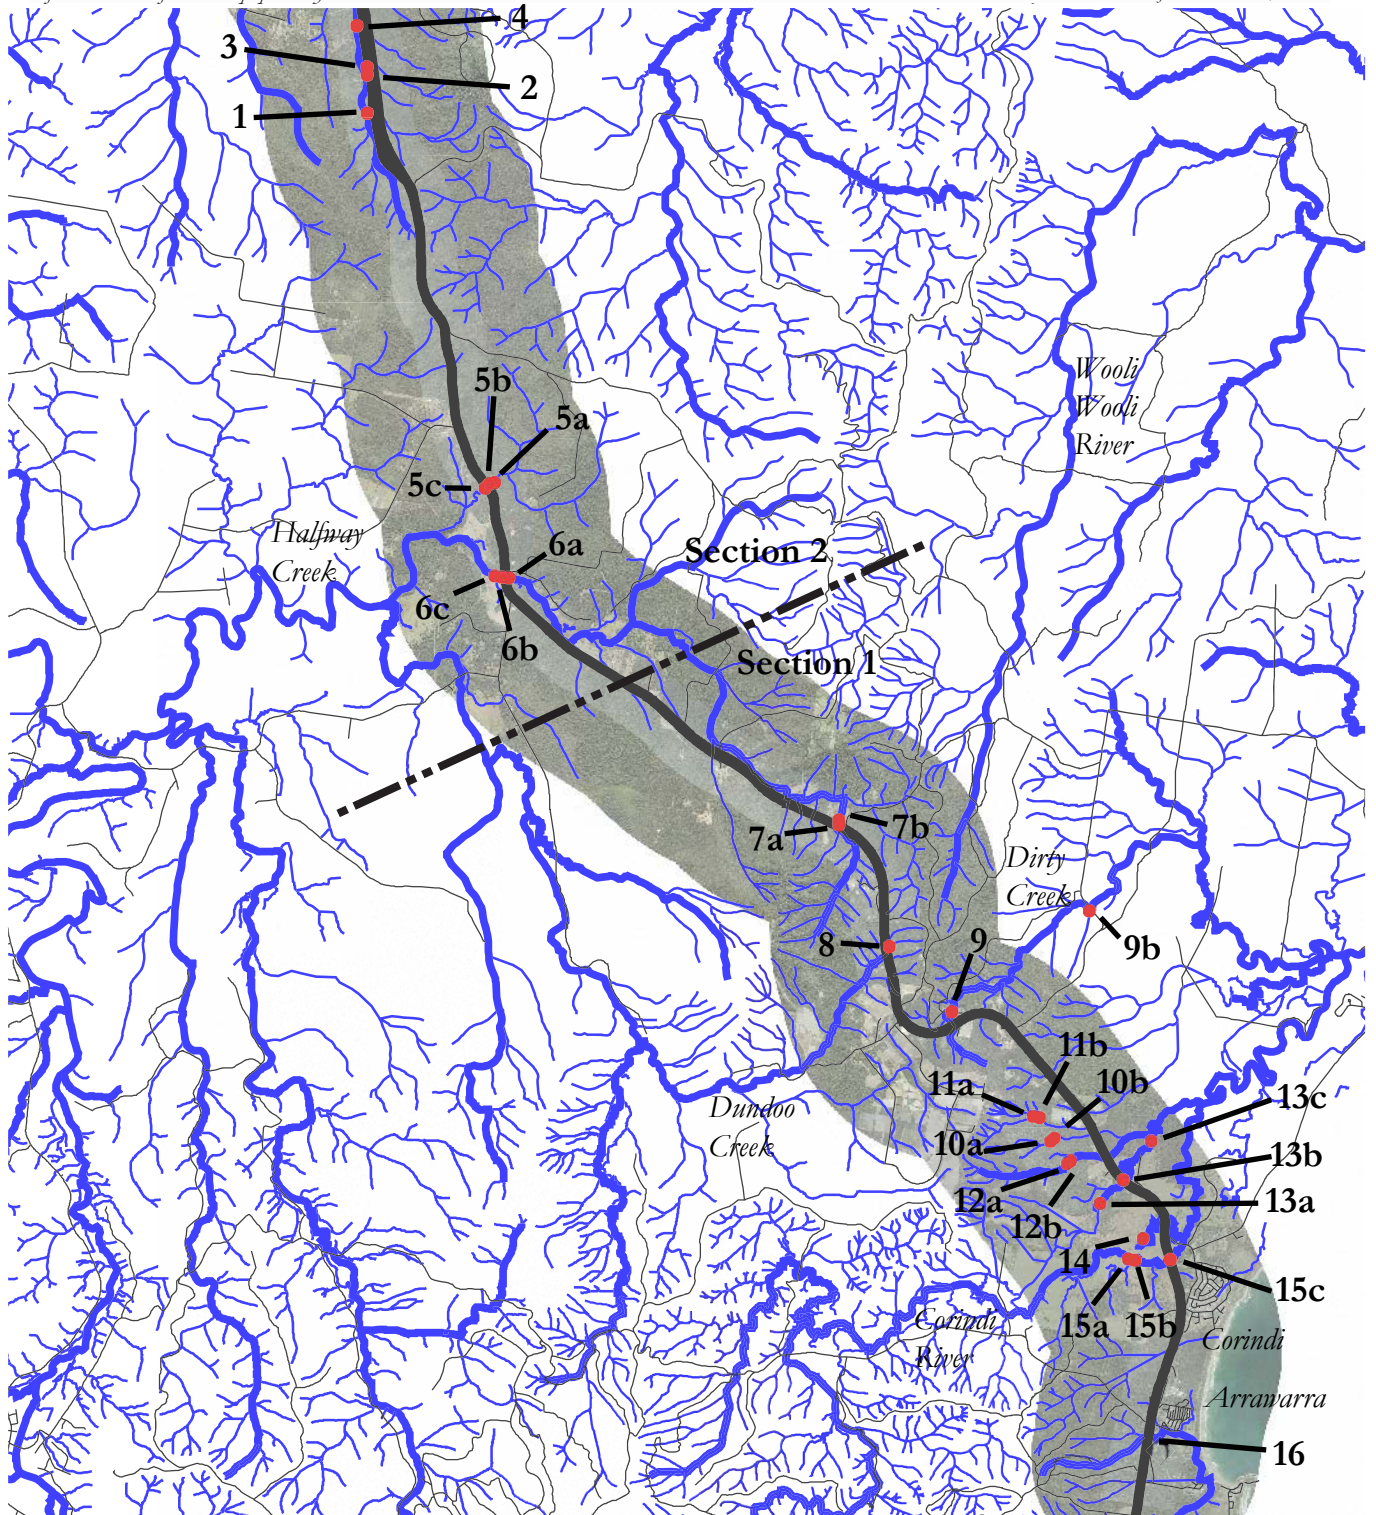 4
3
2
1
5b
5a
5c
Wooli
Wooli
River
Halfway
Creek
6a
Section 2
6c
6b
Section 1
7a
7b
Dirty
Creek
8
9
9b
11b
11a
10b
13c
Dundoo
Creek
10a
13b
12a
13a
12b
14
15c
15a
15b
Corindi
River
Corindi
Arrawarra
16